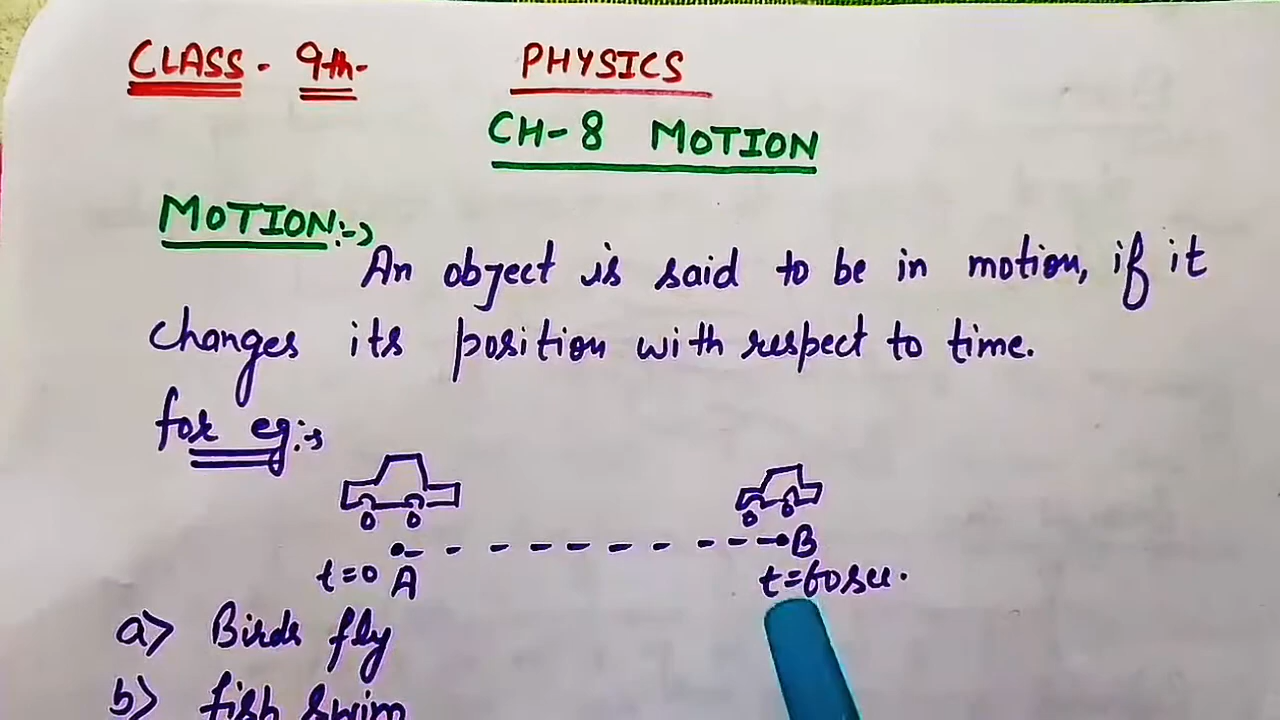 CLASS - 9th - PHYSICS
CH-8 MOTION
MOTION:->
An object is said to be in motion, if it
changes its position with respect to time.
for eg:->
A B
t=0 t=60sec.
a> Birds fly
b> fish swim